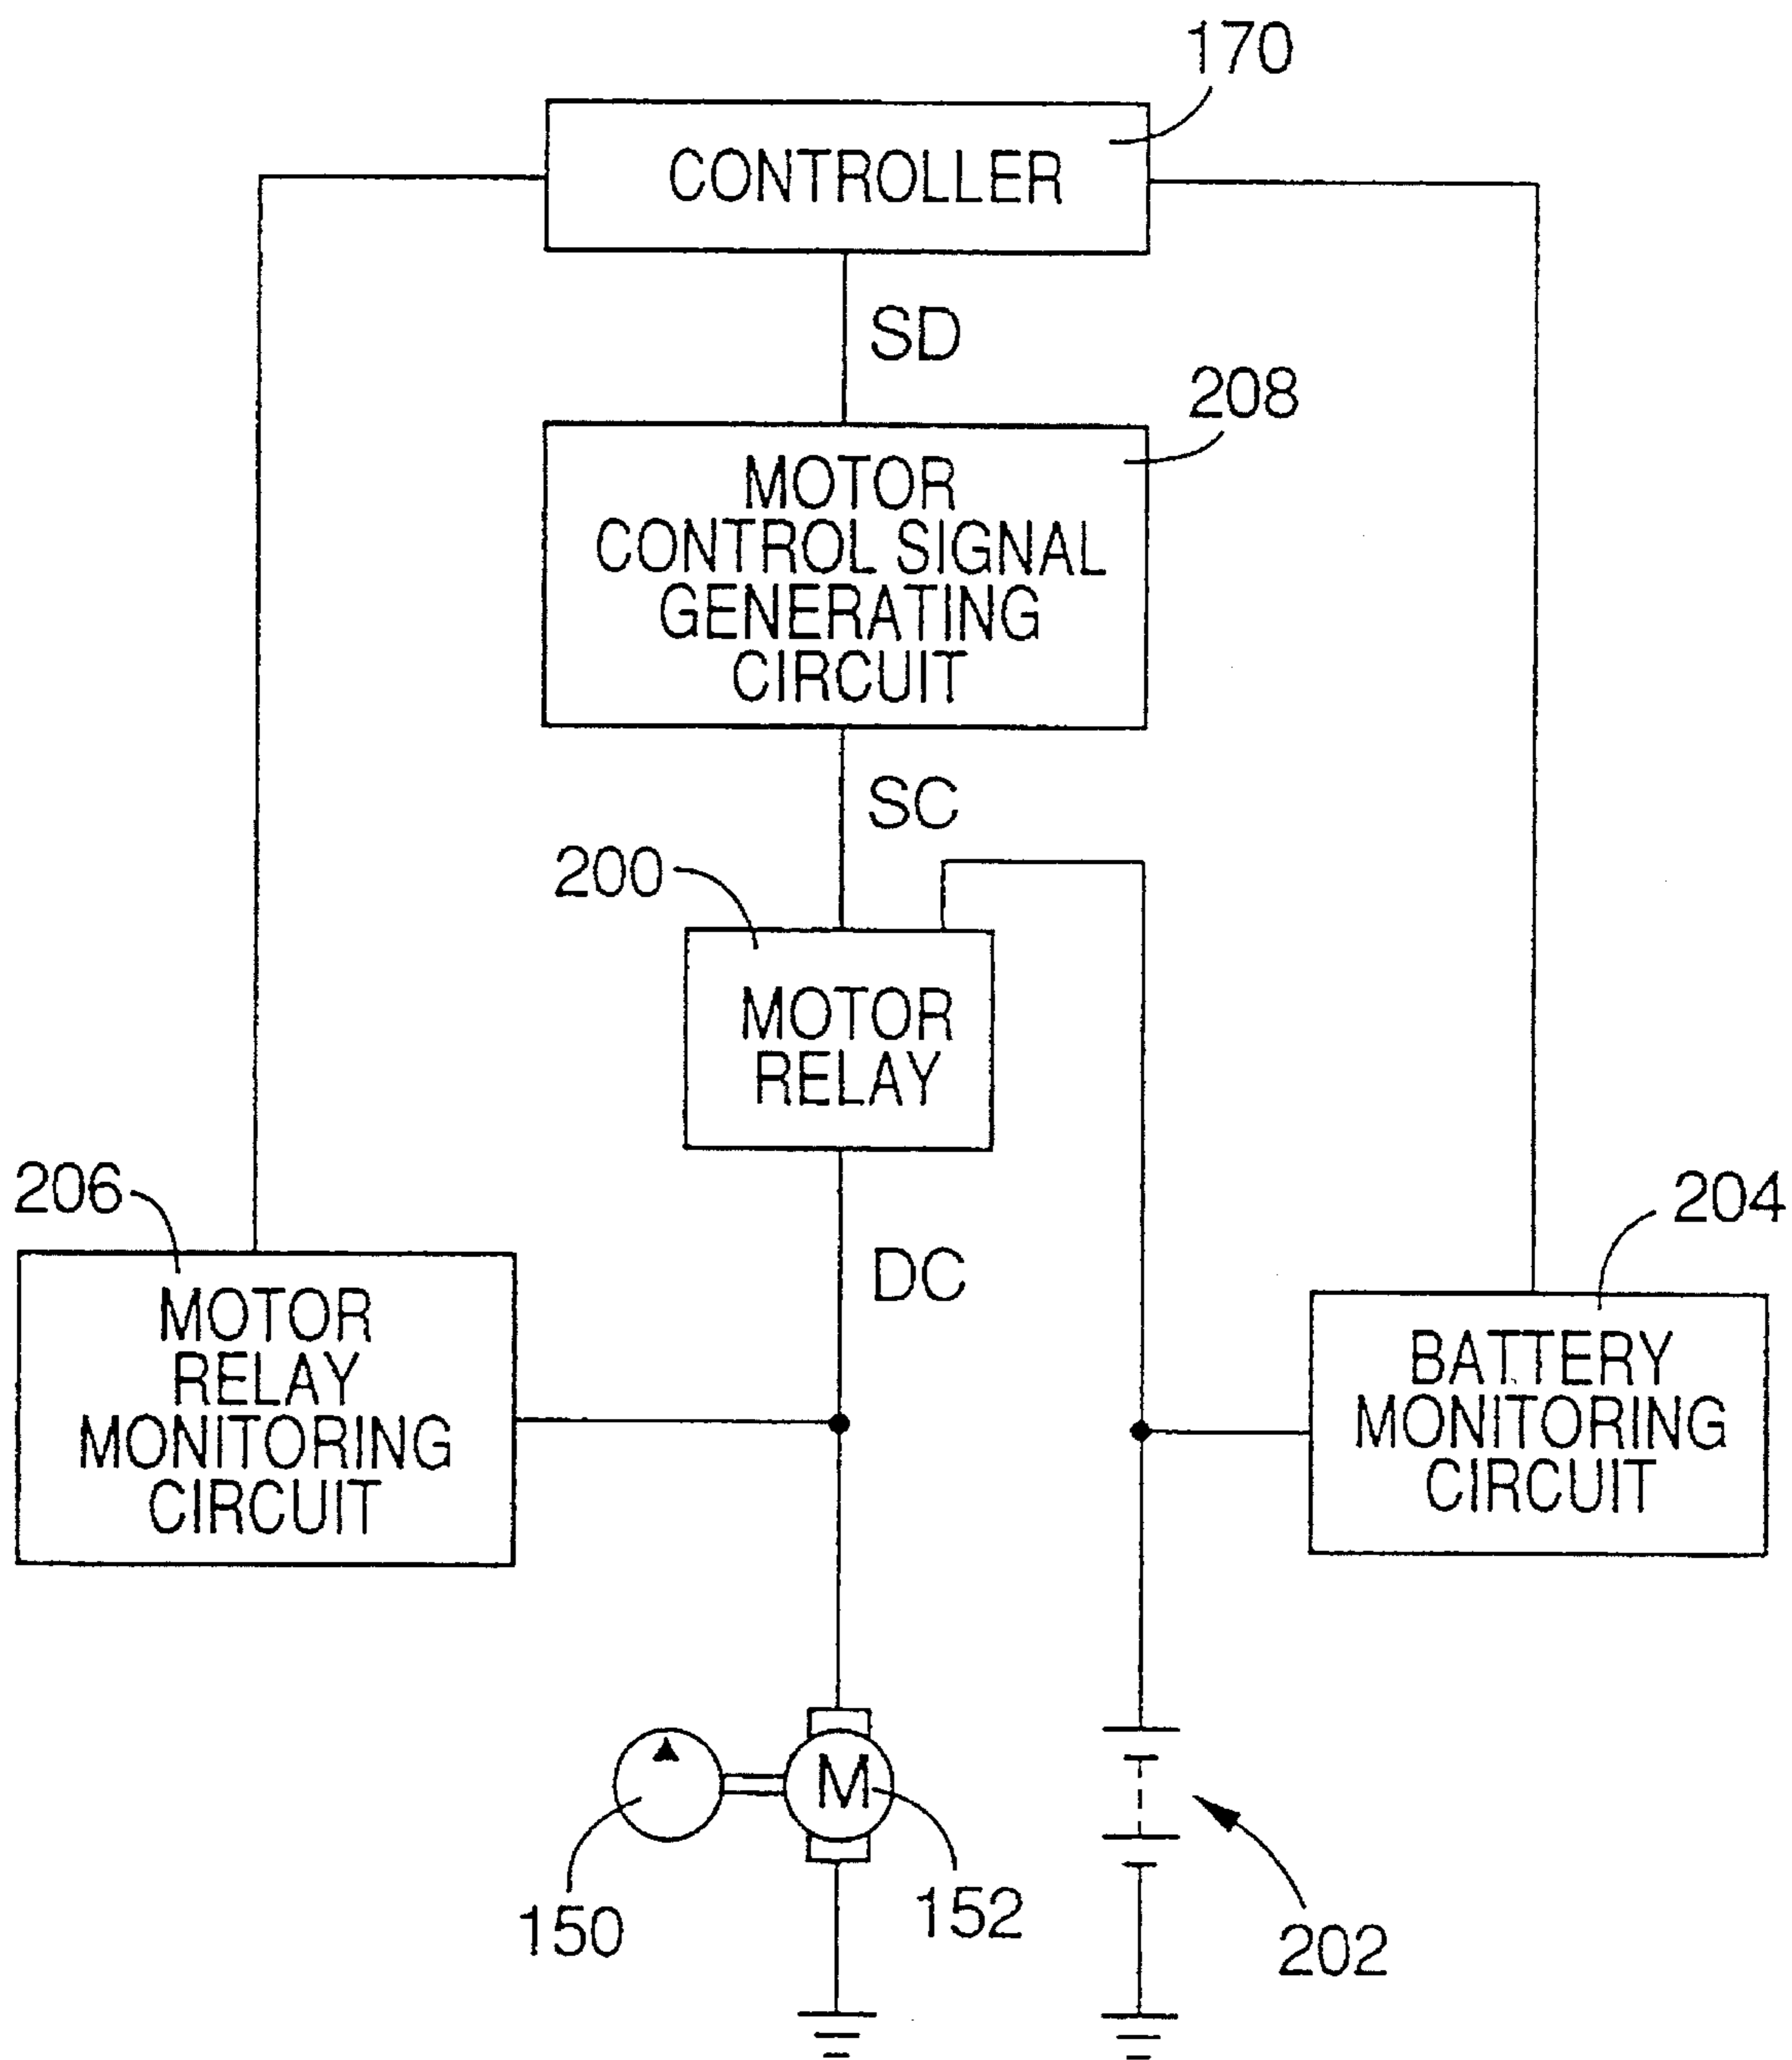 170
CONTROLLER
SD
208
MOTOR
CONTROL SIGNAL
GENERATING
CIRCUIT
SC
200
MOTOR
RELAY
206
204
DC
MOTOR
RELAY
MONITORING
CIRCUIT
BATTERY
MONITORING
CIRCUIT
M
150
152
202